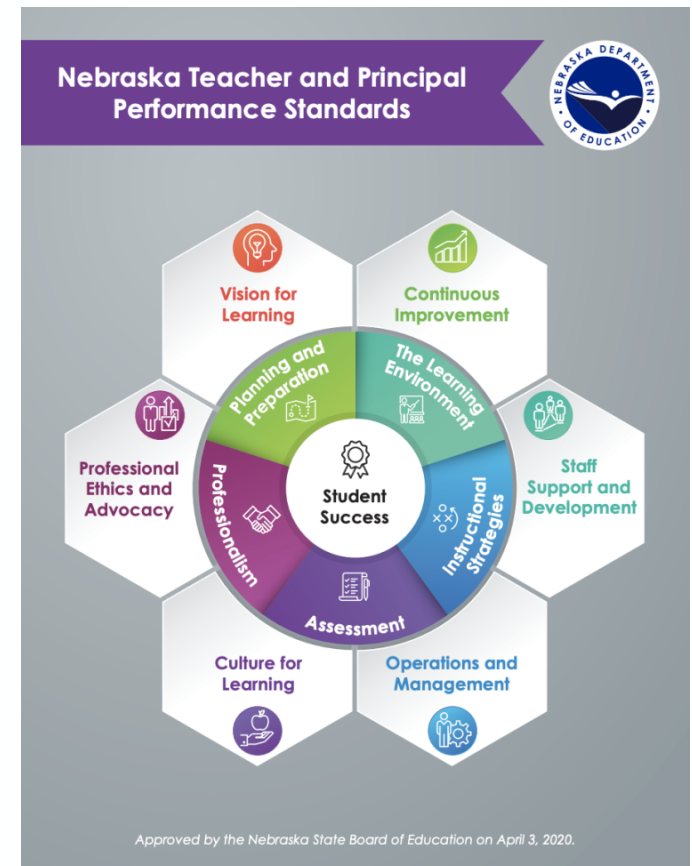 Nebraska Teacher and Principal
Performance Standards
NEBRASKA DEPARTMENT
OF EDUCATION
Vision for
Learning
Continuous
Improvement
Planning and
Preparation
The Learning
Environment
Professional
Ethics and
Advocacy
Professionalism
Student
Success
Instructional
Strategies
Staff
Support and
Development
Assessment
Culture for
Learning
Operations and
Management
Approved by the Nebraska State Board of Education on April 3, 2020.